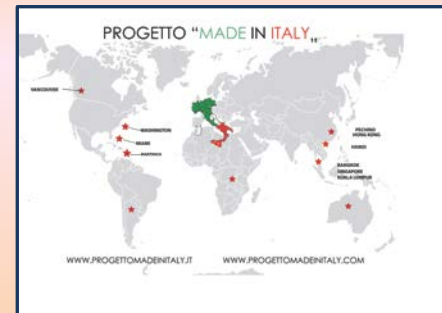 PROGETTO "MADE IN ITALY„
VANCOUVER
WASHINGTON
MIAMI
PECHINO
HONG KONG
HANOI
BANGKOK
SINGAPORE
KUALA LUMPUR
WWW.PROGETTOMADEINITALY.IT
WWW.PROGETTOMADEINITALY.COM